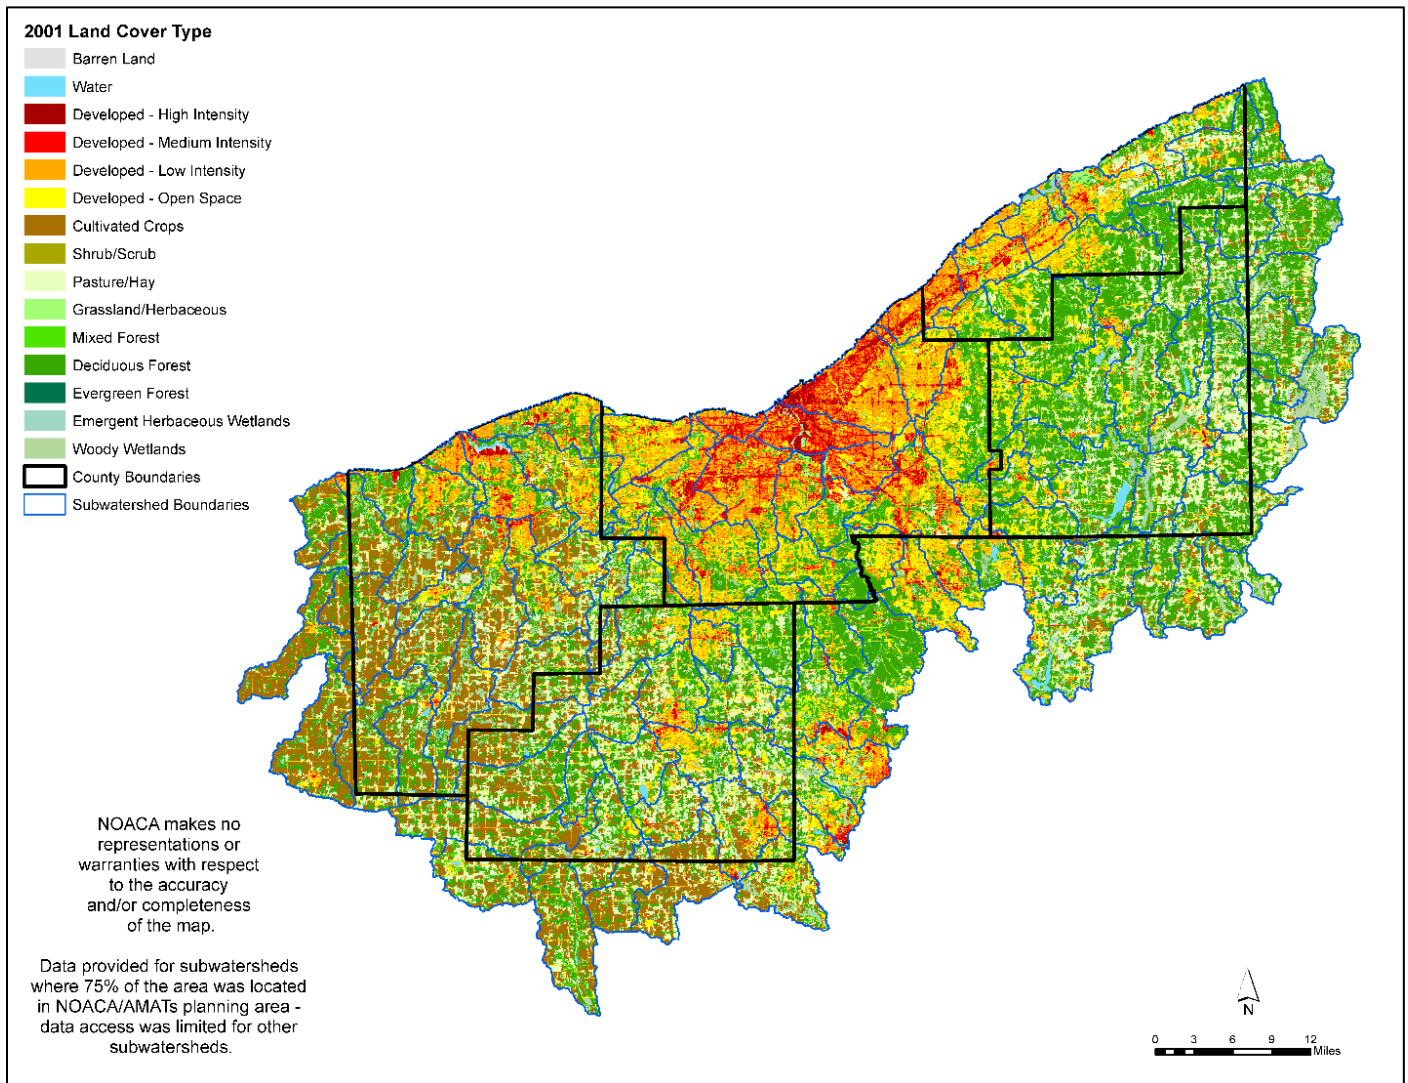 2001 Land Cover Type
Barren Land
Water
Developed - High Intensity
Developed - Medium Intensity
Developed - Low Intensity
Developed - Open Space
Cultivated Crops
Shrub/Scrub
Pasture/Hay
Grassland/Herbaceous
Mixed Forest
Deciduous Forest
Evergreen Forest
Emergent Herbaceous Wetlands
Woody Wetlands
County Boundaries
Subwatershed Boundaries
NOACA makes no
representations or
warranties with respect
to the accuracy
and/or completeness
of the map.
Data provided for subwatersheds
where 75% of the area was located
in NOACA/AMATs planning area -
data access was limited for other
subwatersheds.
N
0 3 6 9 12
Miles